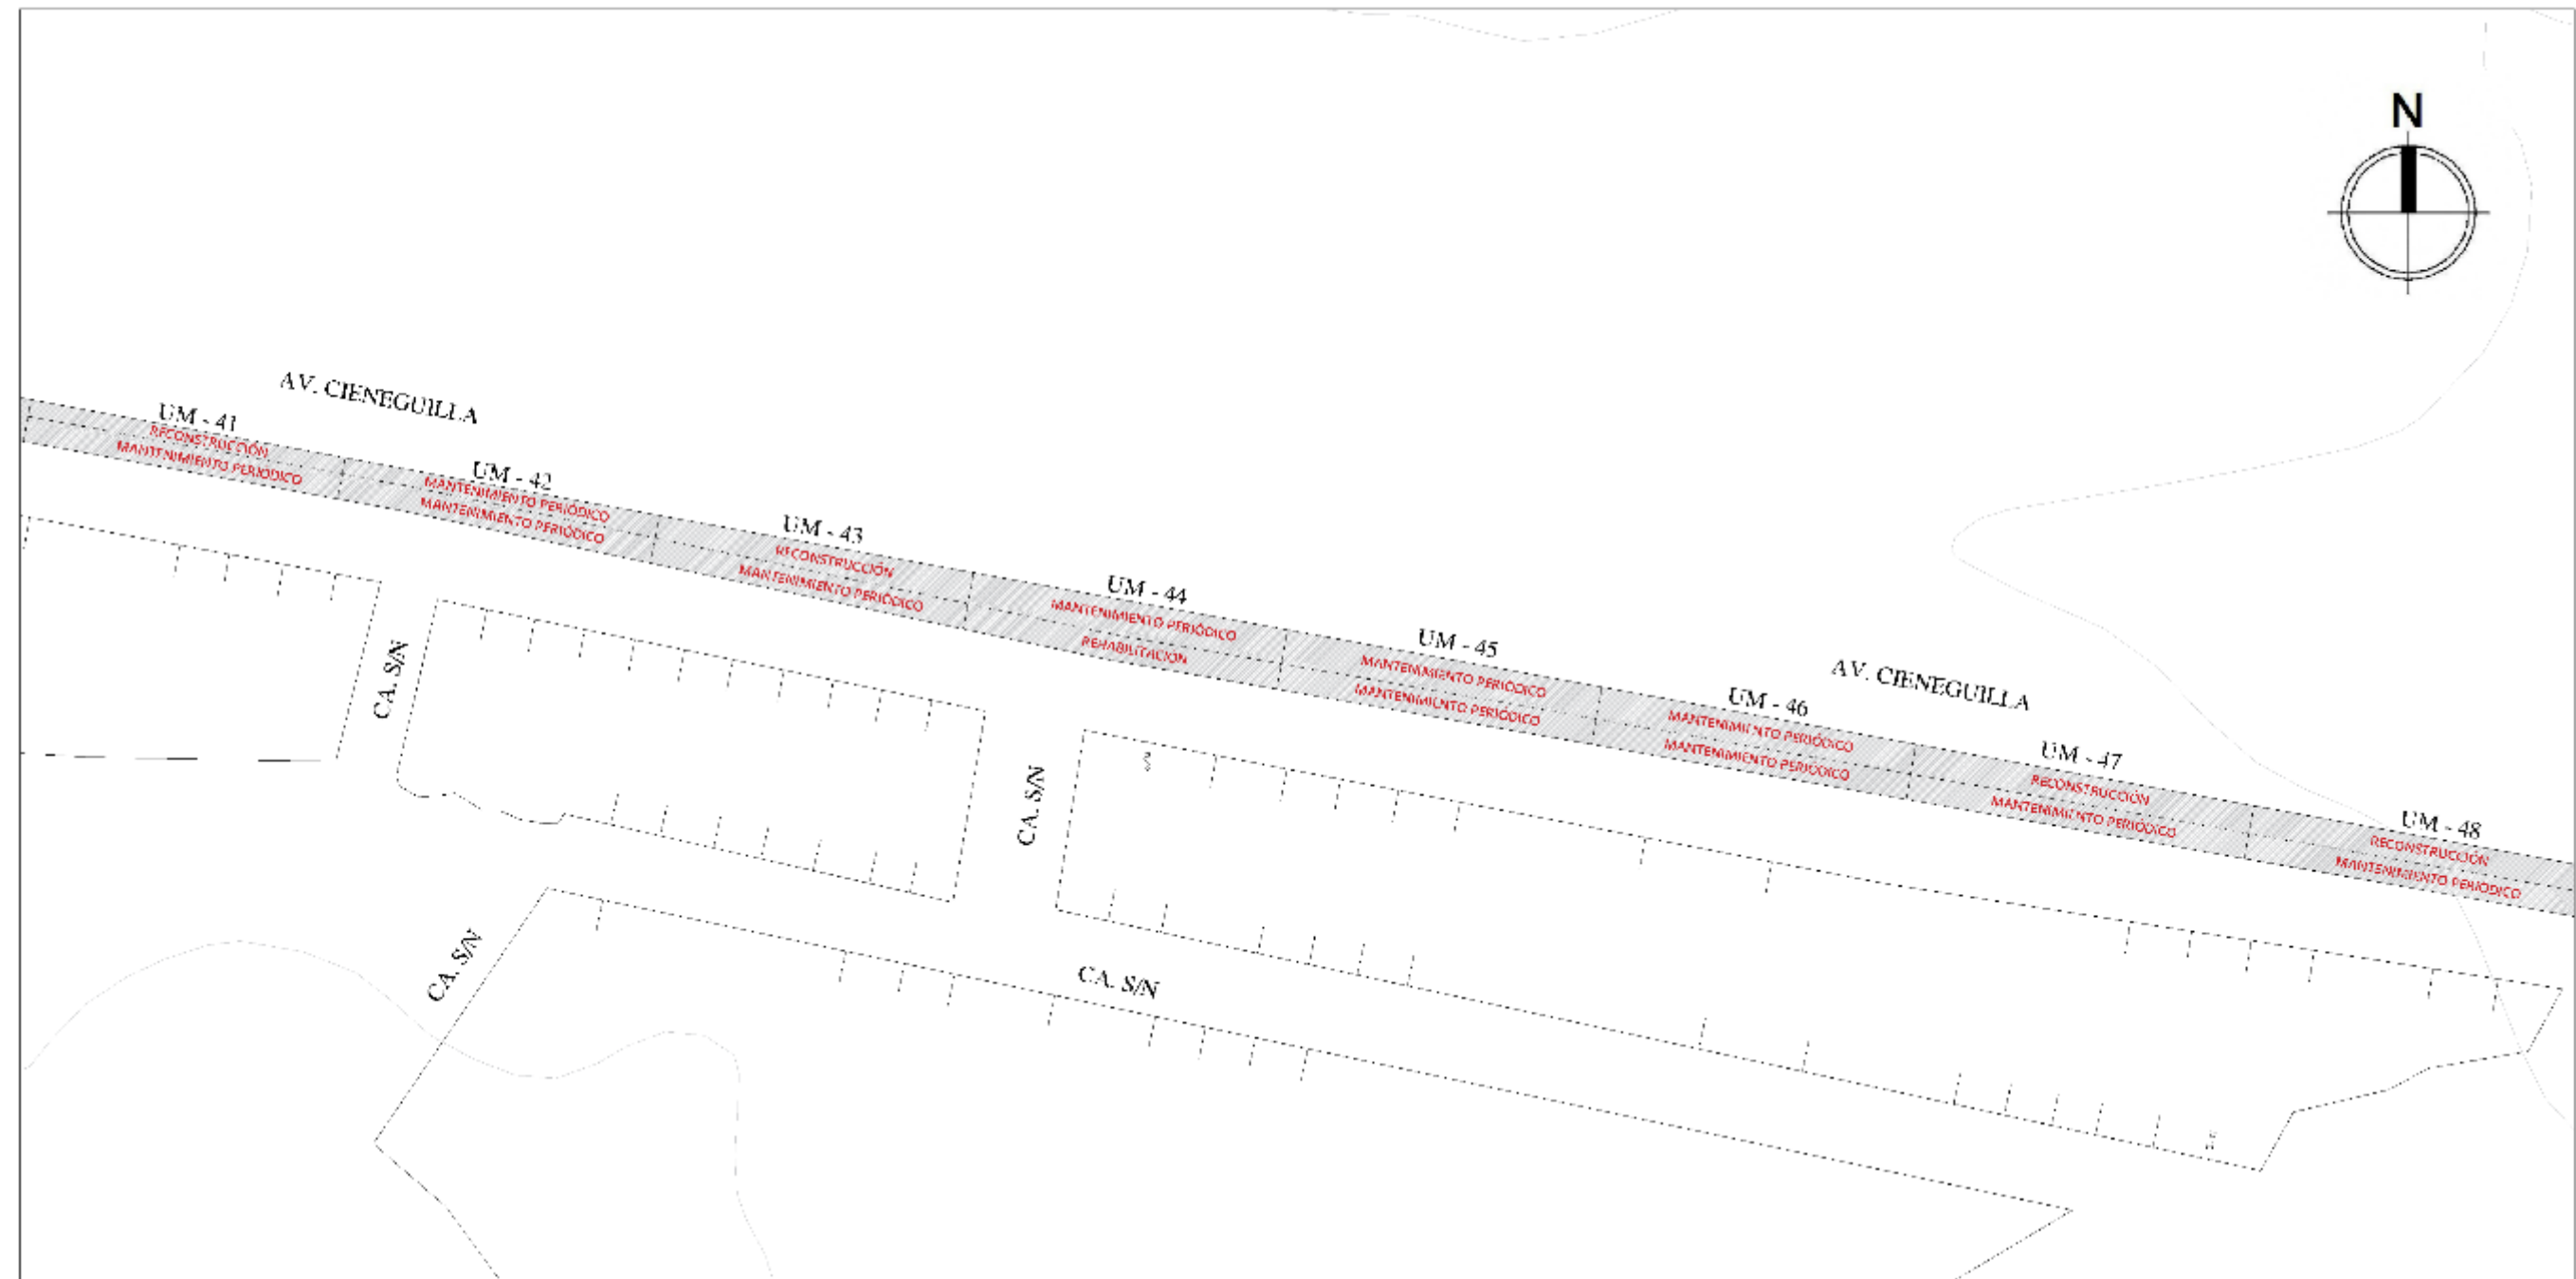 N
AV. CIENEGUILLA
UM - 41
RECONSTRUCCIÓN
MANTENIMIENTO PERIÓDICO
UM - 42
MANTENIMIENTO PERIÓDICO
MANTENIMIENTO PERIÓDICO
UM - 43
RECONSTRUCCIÓN
MANTENIMIENTO PERIÓDICO
UM - 44
MANTENIMIENTO PERIÓDICO
REHABILITACIÓN
UM - 45
MANTENIMIENTO PERIÓDICO
MANTENIMIENTO PERIÓDICO
AV. CIENEGUILLA
UM - 46
MANTENIMIENTO PERIÓDICO
MANTENIMIENTO PERIÓDICO
UM - 47
RECONSTRUCCIÓN
MANTENIMIENTO PERIÓDICO
UM - 48
RECONSTRUCCIÓN
MANTENIMIENTO PERIÓDICO
CA. S/N
CA. S/N
CA. S/N
CA. S/N